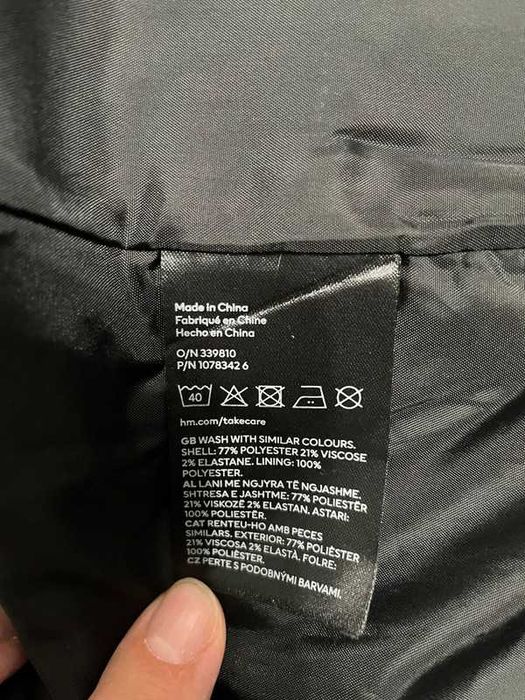 Made in China
Fabriqué en Chine
Hecho en China
O/N 339810
P/N 1078342 6
40
hm.com/takecare
GB WASH WITH SIMILAR COLOURS.
SHELL: 77% POLYESTER 21% VISCOSE
2% ELASTANE. LINING: 100%
POLYESTER.
AL LANI ME NGJYRA TË NGJASHME.
SHTRESA E JASHTME: 77% POLIESTËR
21% VISKOZË 2% ELASTAN. ASTARI:
100% POLIESTËR.
CAT RENTEU-HO AMB PECES
SIMILARS. EXTERIOR: 77% POLIÈSTER
21% VISCOSA 2% ELASTÀ. FOLRE:
100% POLIÈSTER.
CZ PERTE S PODOBNÝMI BARVAMI.